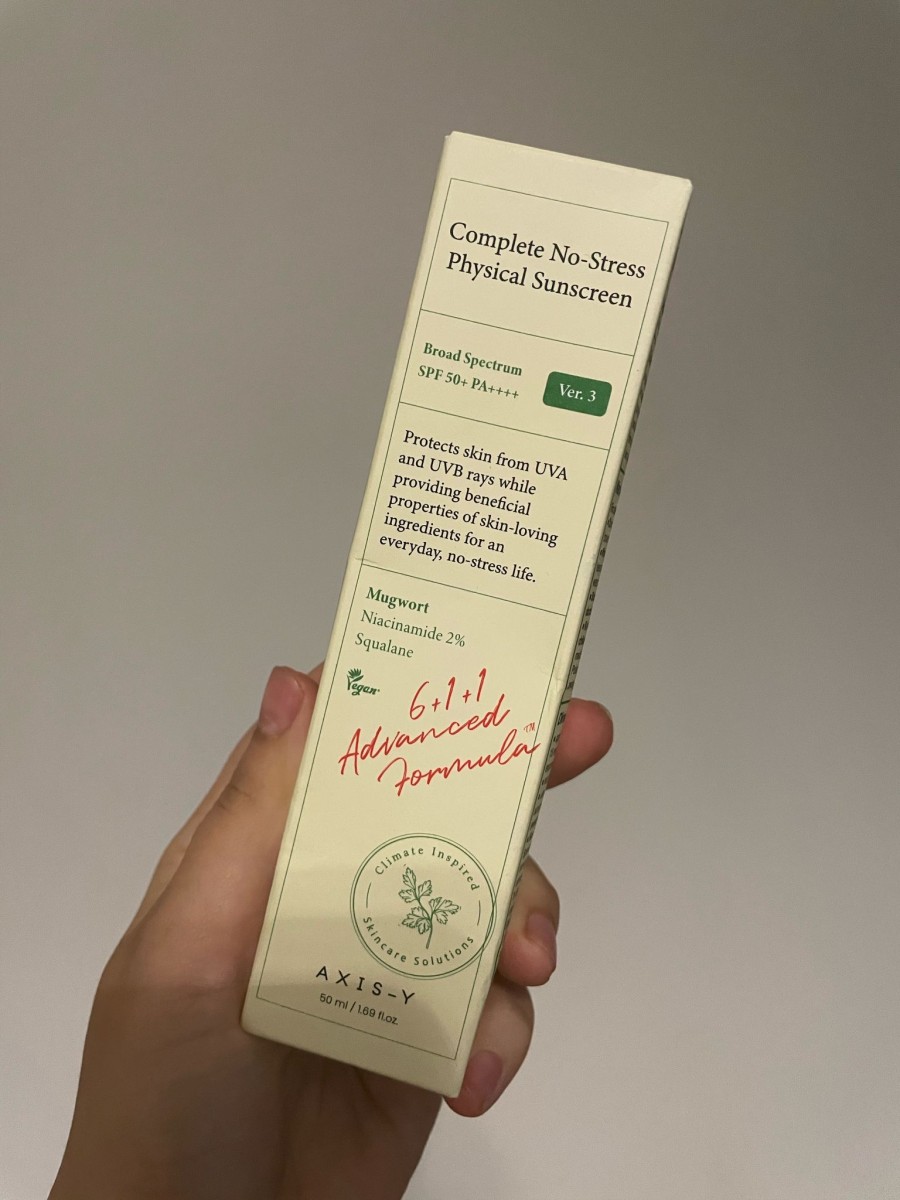 Complete No-Stress
Physical Sunscreen
Broad Spectrum
SPF 50+ PA++++
Ver. 3
Protects skin from UVA
and UVB rays while
providing beneficial
properties of skin-loving
ingredients for an
everyday, no-stress life.
Mugwort
Niacinamide 2%
Squalane
Vegan
6+1+1
Advanced
Formula™
Climate Inspired
Skincare Solutions
AXIS-Y
50 ml / 1.69 fl.oz.